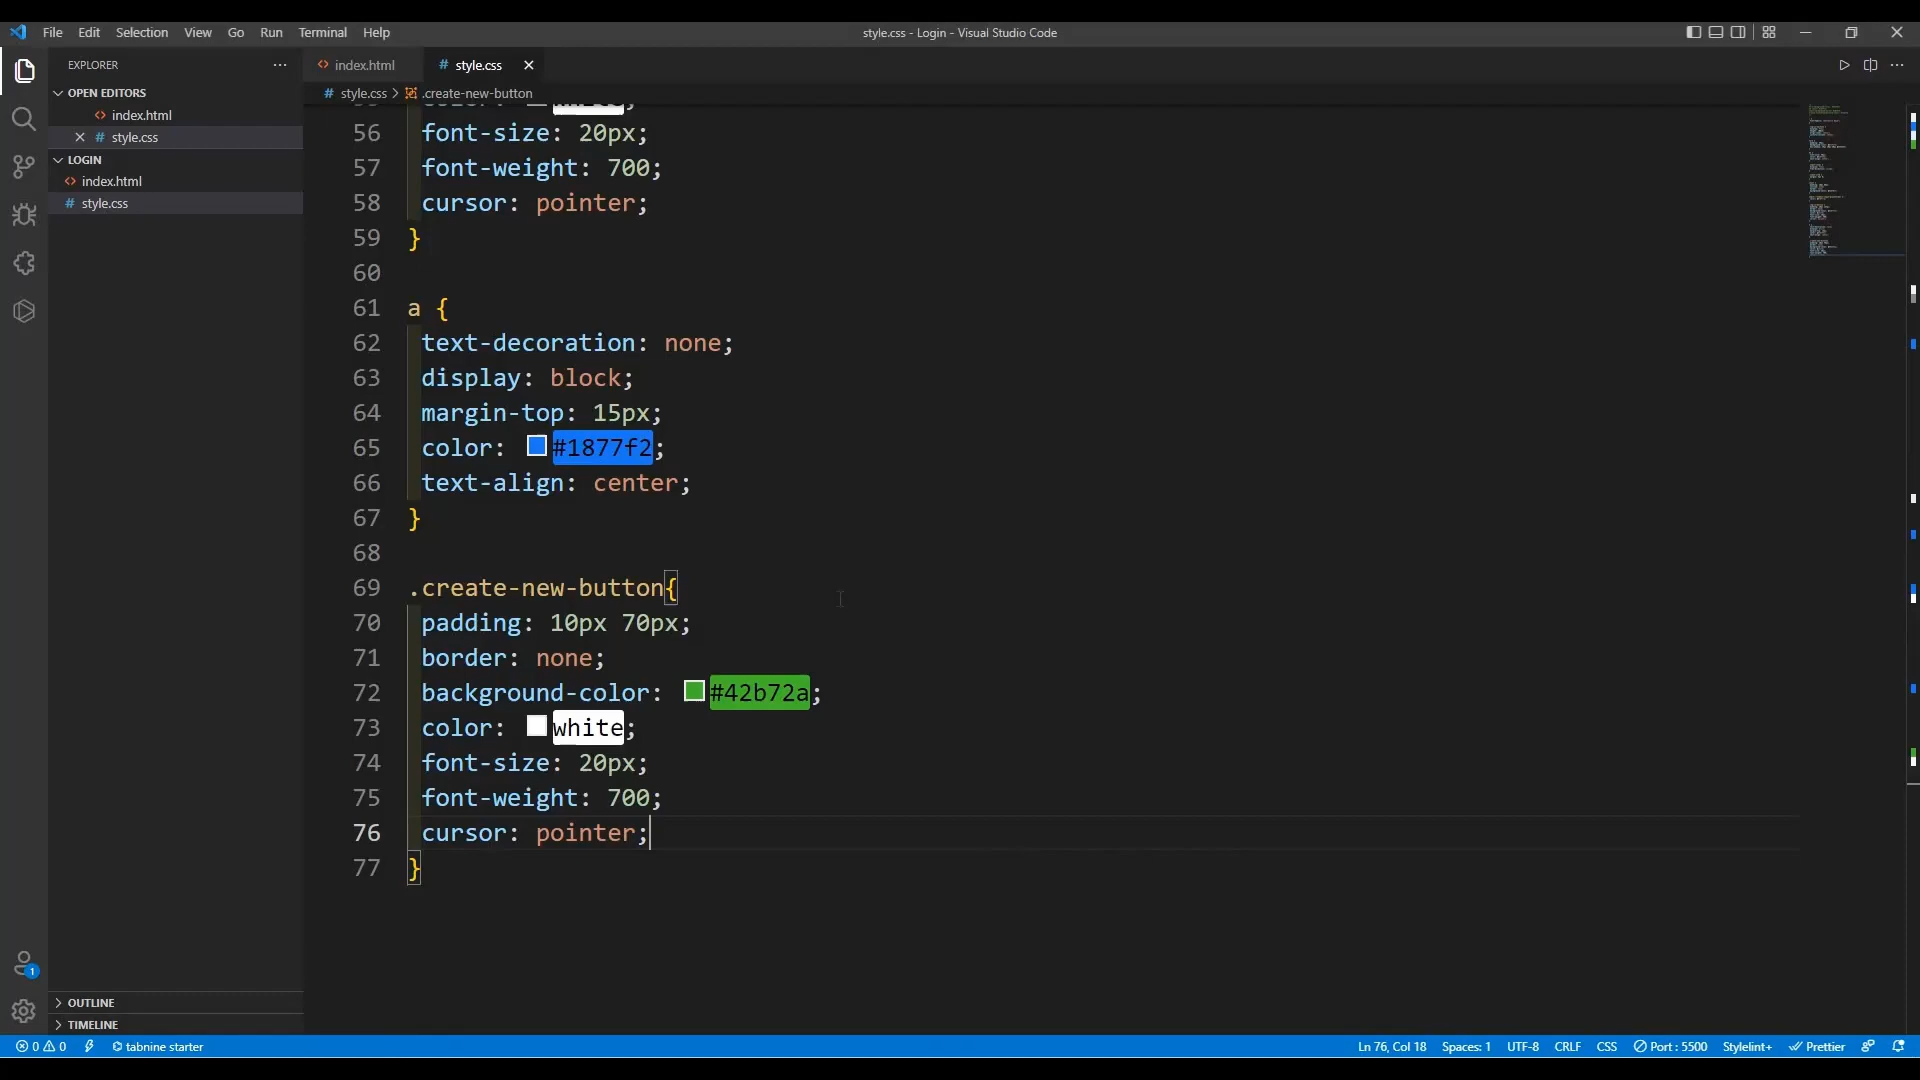 File Edit Selection View Go Run Terminal Help
style.css - Login - Visual Studio Code
EXPLORER
index.html
# style.css
OPEN EDITORS
index.html
# style.css
LOGIN
index.html
# style.css
# style.css > .create-new-button
56 font-size: 20px;
57 font-weight: 700;
58 cursor: pointer;
59 }
60
61 a {
62 text-decoration: none;
63 display: block;
64 margin-top: 15px;
65 color: #1877f2;
66 text-align: center;
67 }
68
69 .create-new-button{
70 padding: 10px 70px;
71 border: none;
72 background-color: #42b72a;
73 color: white;
74 font-size: 20px;
75 font-weight: 700;
76 cursor: pointer;
77 }
1
OUTLINE
TIMELINE
0 0 tabnine starter
Ln 76, Col 18 Spaces: 1 UTF-8 CRLF CSS Port : 5500 Stylelint+ Prettier